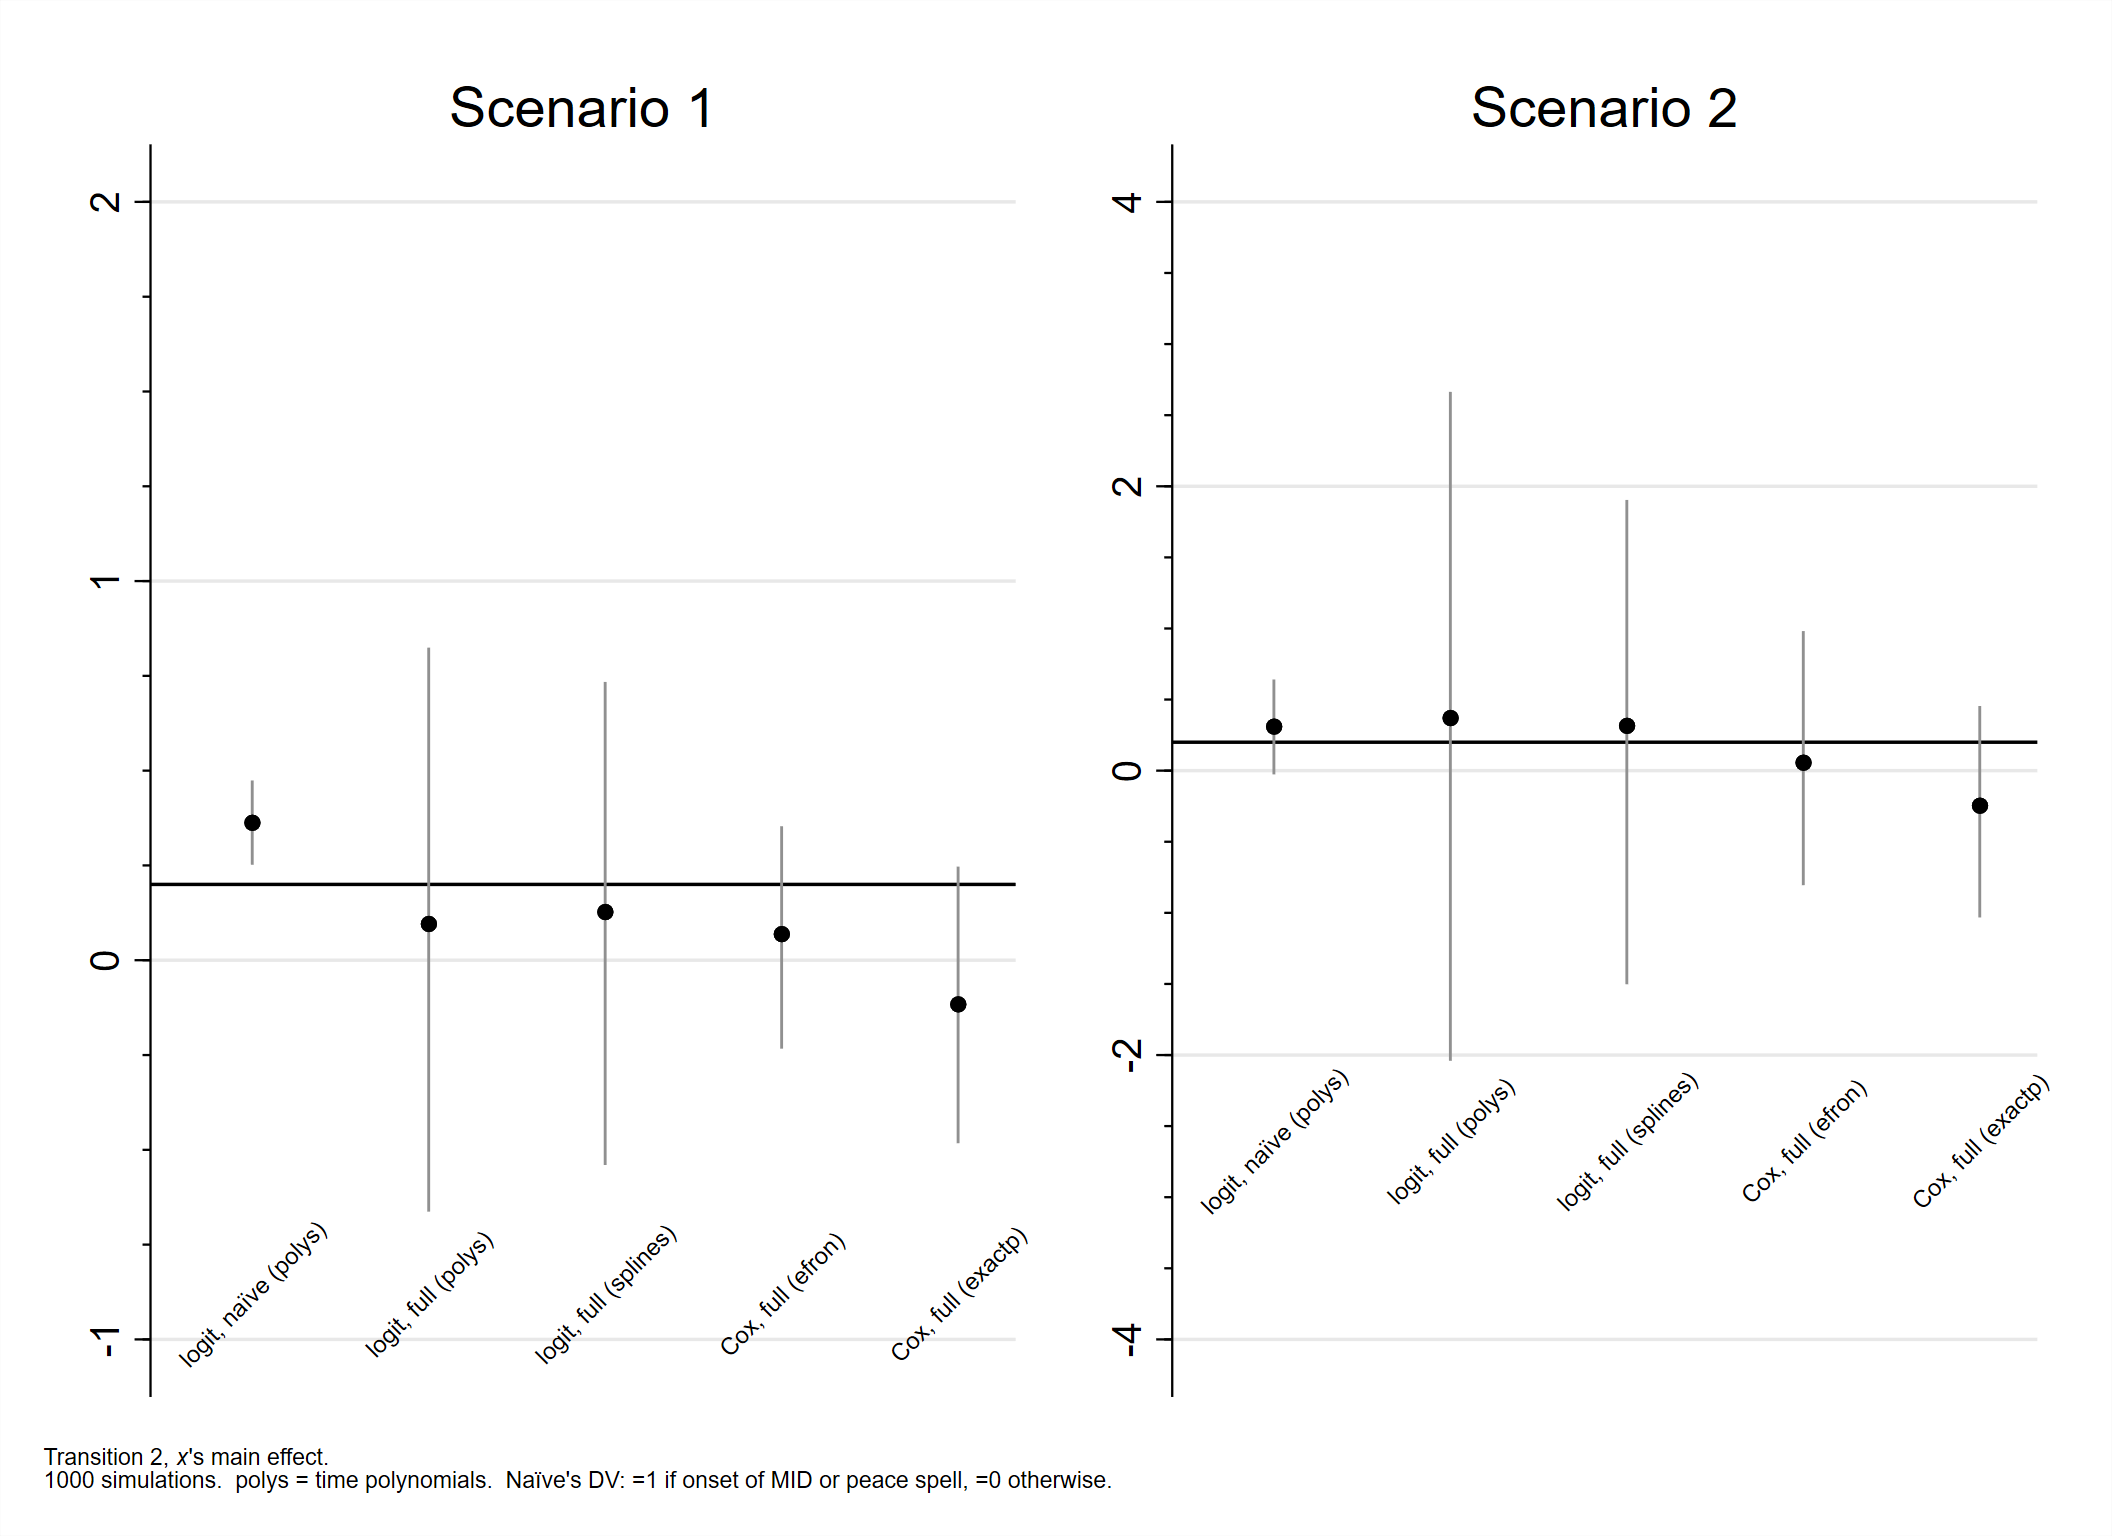 Scenario 1
2
1
0
-1
logit, naïve (polys)
logit, full (polys)
logit, full (splines)
Cox, full (efron)
Cox, full (exactp)
Scenario 2
4
2
0
-2
-4
logit, naïve (polys)
logit, full (polys)
logit, full (splines)
Cox, full (efron)
Cox, full (exactp)
Transition 2, x's main effect.
1000 simulations.  polys = time polynomials.  Naïve's DV: =1 if onset of MID or peace spell, =0 otherwise.